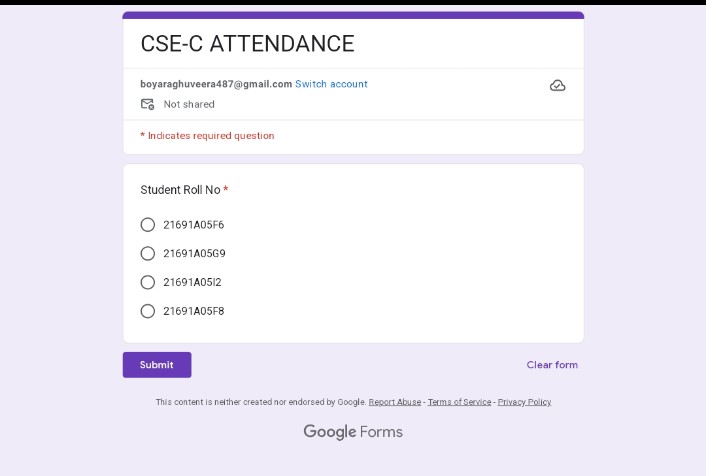 CSE-C ATTENDANCE
boyaraghuveera487@gmail.com Switch account
Not shared
* Indicates required question
Student Roll No *
21691A05F6
21691A05G9
21691A05I2
21691A05F8
Submit Clear form
This content is neither created nor endorsed by Google. Report Abuse - Terms of Service - Privacy Policy
Google Forms